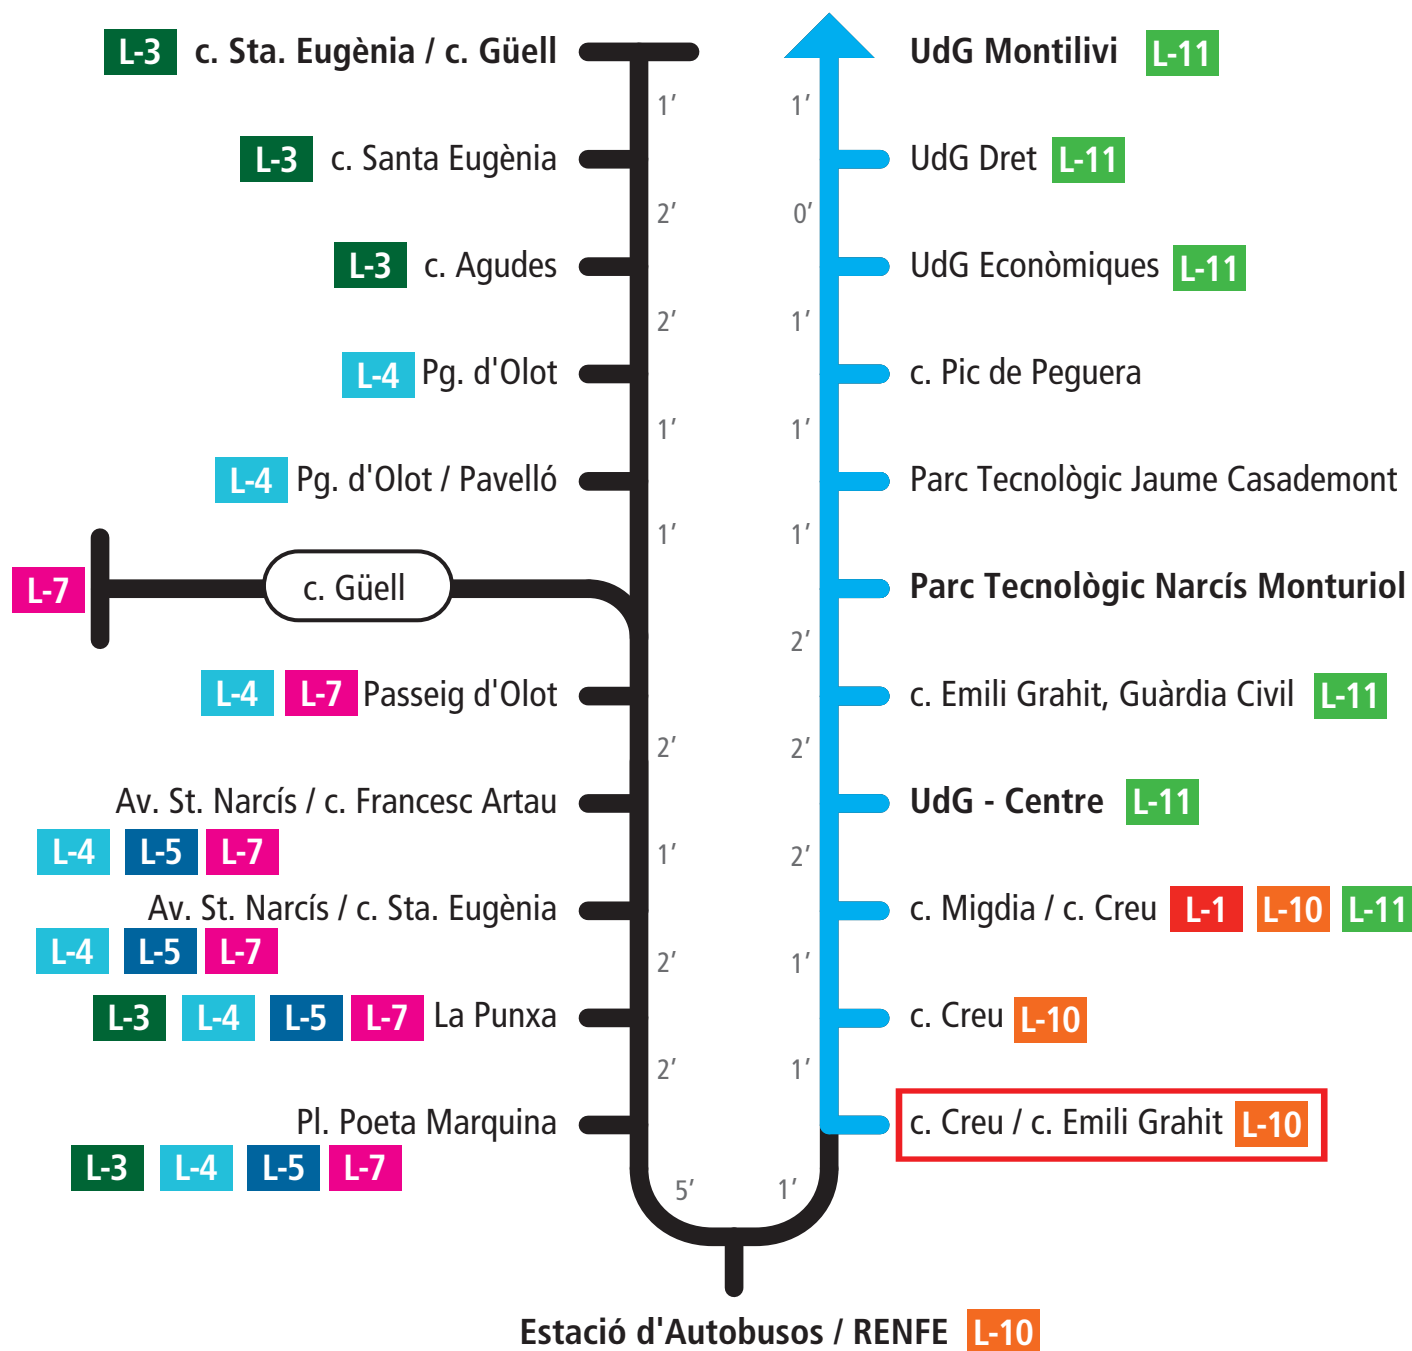 L-3 c. Sta. Eugènia / c. Güell
1’
L-3 c. Santa Eugènia
2’
L-3 c. Agudes
2’
L-4 Pg. d'Olot
1’
L-4 Pg. d'Olot / Pavelló
1’
L-7 c. Güell
L-4 L-7 Passeig d'Olot
2’
Av. St. Narcís / c. Francesc Artau
L-4 L-5 L-7
1’
Av. St. Narcís / c. Sta. Eugènia
L-4 L-5 L-7
2’
L-3 L-4 L-5 L-7 La Punxa
2’
Pl. Poeta Marquina
L-3 L-4 L-5 L-7
5’
Estació d'Autobusos / RENFE L-10
1’
c. Creu / c. Emili Grahit L-10
1’
c. Creu L-10
1’
c. Migdia / c. Creu L-1 L-10 L-11
2’
UdG - Centre L-11
2’
c. Emili Grahit, Guàrdia Civil L-11
2’
Parc Tecnològic Narcís Monturiol
1’
Parc Tecnològic Jaume Casademont
1’
c. Pic de Peguera
1’
UdG Econòmiques L-11
0’
UdG Dret L-11
1’
UdG Montilivi L-11